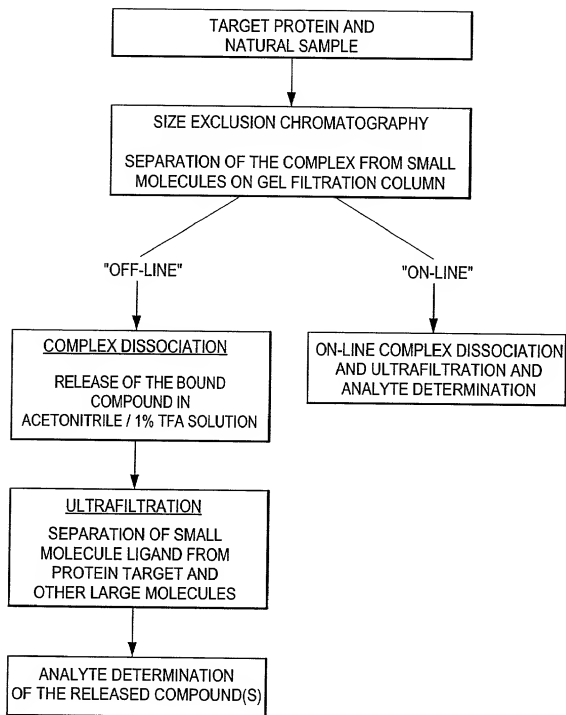 TARGET PROTEIN AND
NATURAL SAMPLE
SIZE EXCLUSION CHROMATOGRAPHY
SEPARATION OF THE COMPLEX FROM SMALL
MOLECULES ON GEL FILTRATION COLUMN
"OFF-LINE"
"ON-LINE"
COMPLEX DISSOCIATION
RELEASE OF THE BOUND
COMPOUND IN
ACETONITRILE / 1% TFA SOLUTION
ON-LINE COMPLEX DISSOCIATION
AND ULTRAFILTRATION AND
ANALYTE DETERMINATION
ULTRAFILTRATION
SEPARATION OF SMALL
MOLECULE LIGAND FROM
PROTEIN TARGET AND
OTHER LARGE MOLECULES
ANALYTE DETERMINATION
OF THE RELEASED COMPOUND(S)